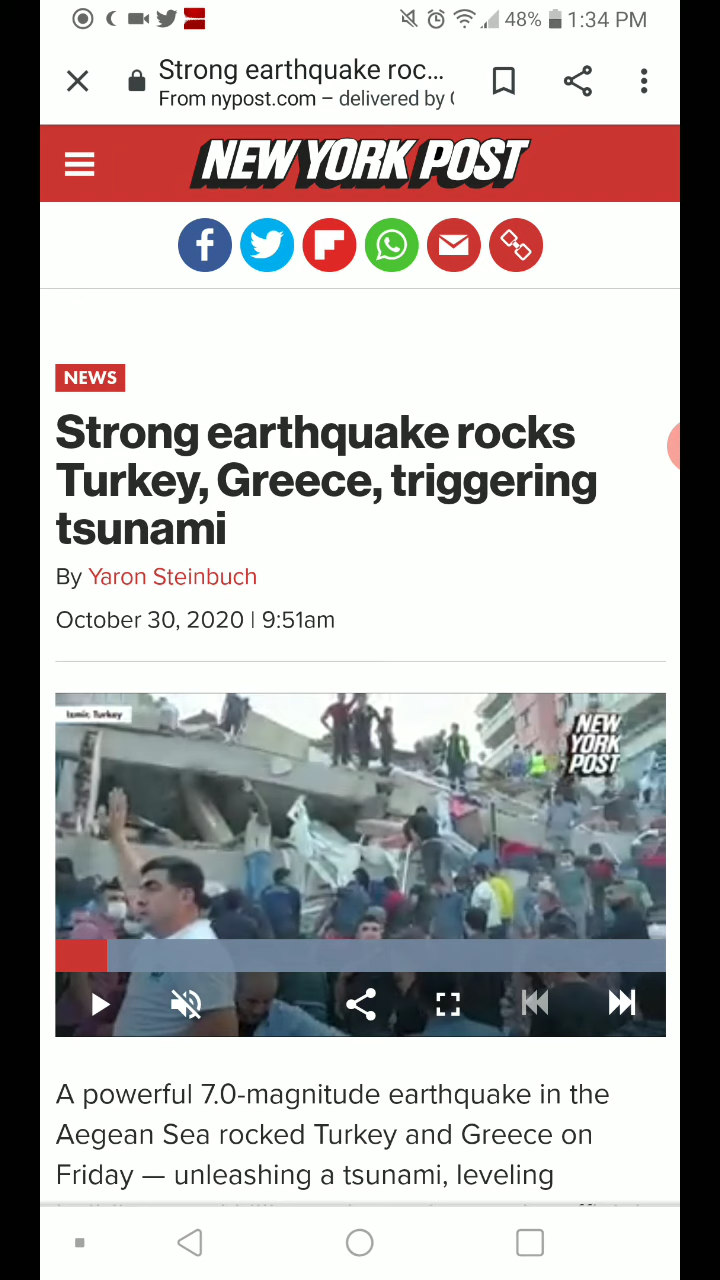 48% 1:34 PM
Strong earthquake roc...
From nypost.com – delivered by
NEW YORK POST
NEWS
Strong earthquake rocks
Turkey, Greece, triggering
tsunami
By Yaron Steinbuch
October 30, 2020 | 9:51am
Izmir, Turkey
NEW
YORK
POST
A powerful 7.0-magnitude earthquake in the
Aegean Sea rocked Turkey and Greece on
Friday — unleashing a tsunami, leveling